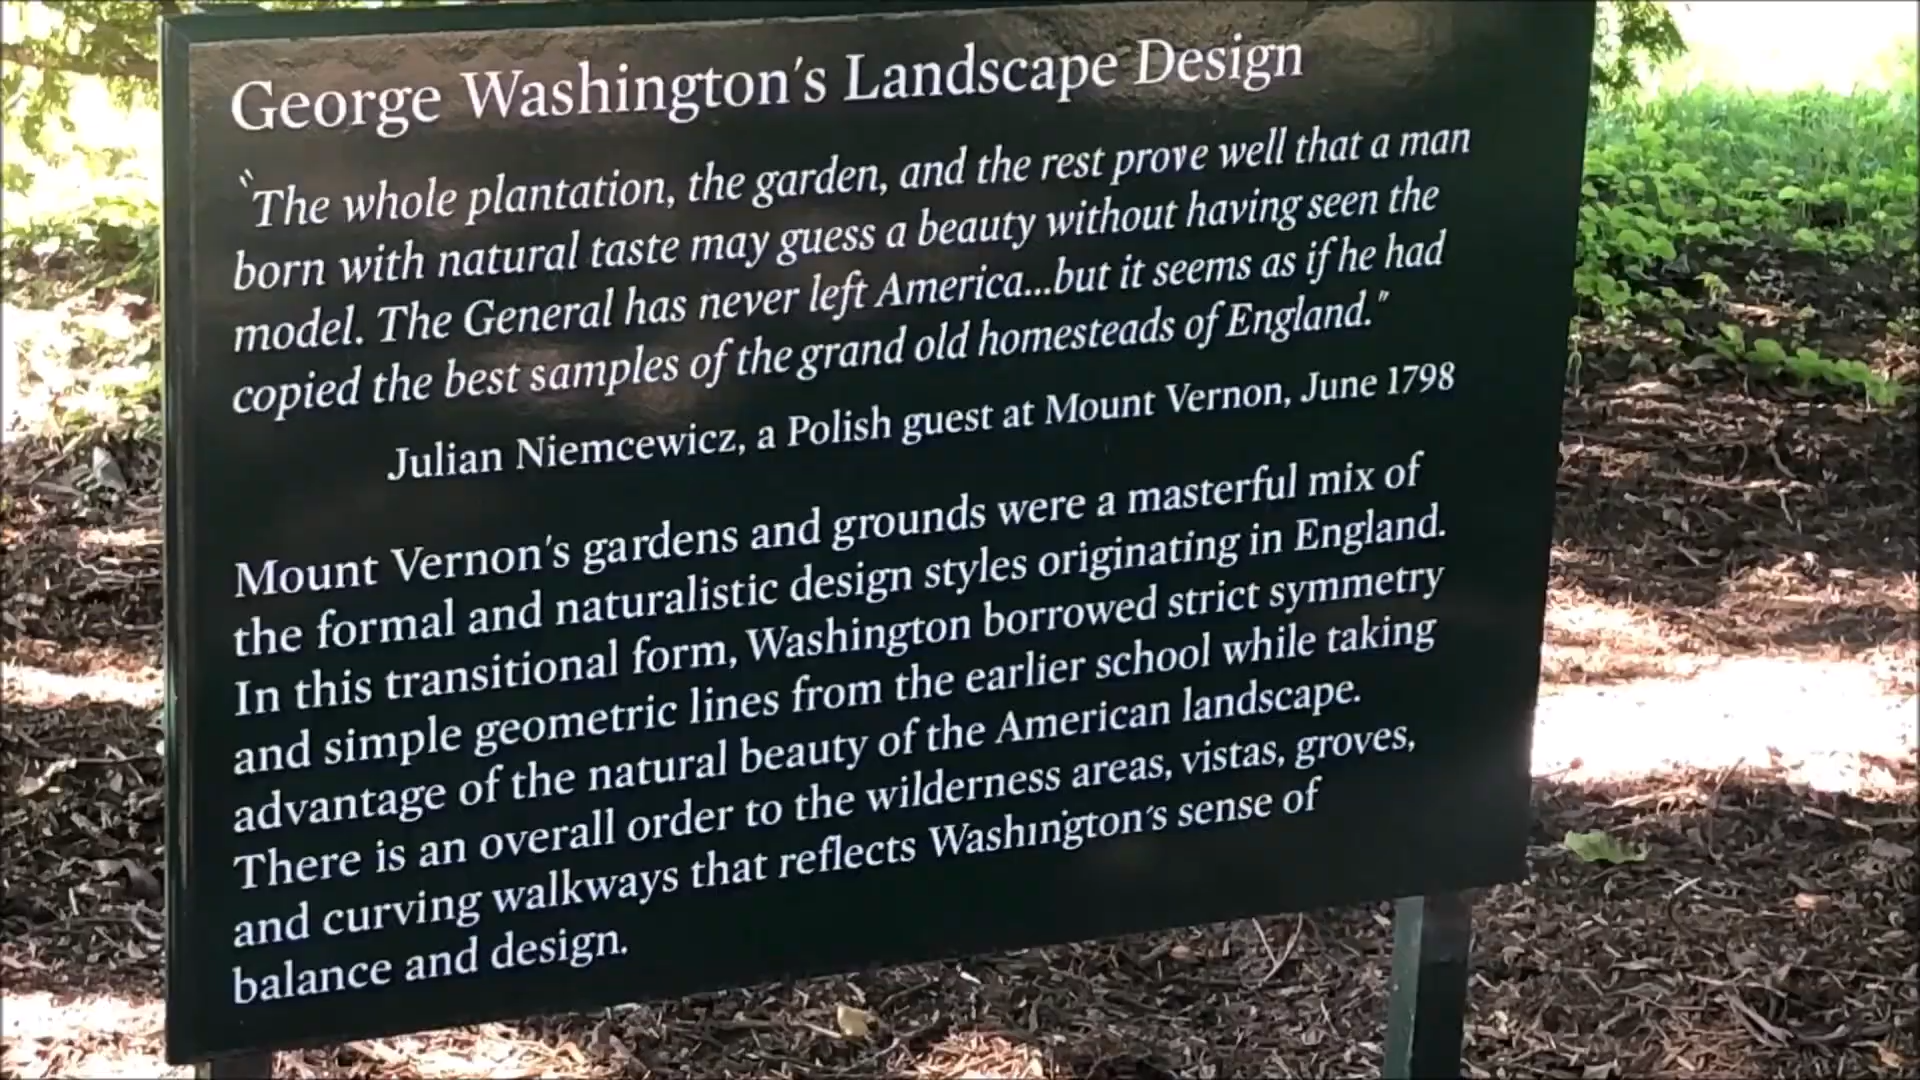 George Washington's Landscape Design
"The whole plantation, the garden, and the rest prove well that a man
born with natural taste may guess a beauty without having seen the
model. The General has never left America...but it seems as if he had
copied the best samples of the grand old homesteads of England."
Julian Niemcewicz, a Polish guest at Mount Vernon, June 1798
Mount Vernon's gardens and grounds were a masterful mix of
the formal and naturalistic design styles originating in England.
In this transitional form, Washington borrowed strict symmetry
and simple geometric lines from the earlier school while taking
advantage of the natural beauty of the American landscape.
There is an overall order to the wilderness areas, vistas, groves,
and curving walkways that reflects Washington's sense of
balance and design.